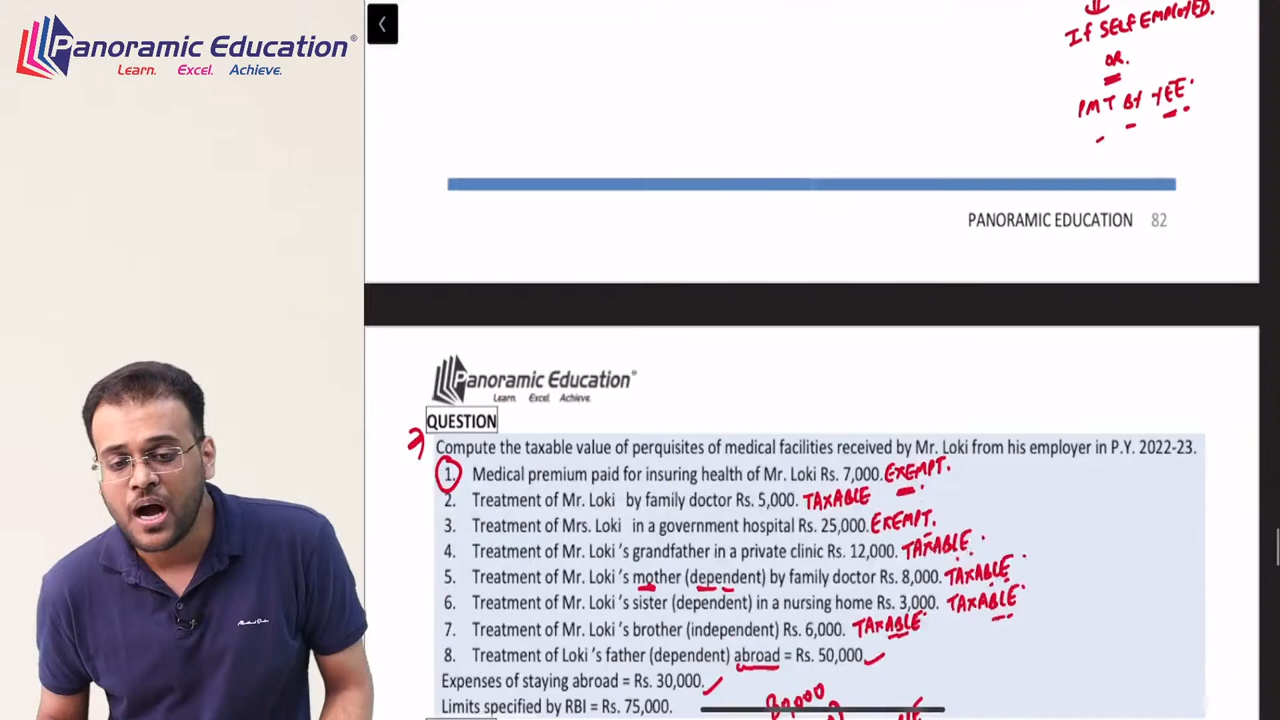 Panoramic Education®
Learn. Excel. Achieve.
If SELF EMPLOYED.
OR.
PMT BY YEE.
PANORAMIC EDUCATION 82
Panoramic Education®
Learn. Excel. Achieve.
QUESTION
Compute the taxable value of perquisites of medical facilities received by Mr. Loki from his employer in P.Y. 2022-23.
1. Medical premium paid for insuring health of Mr. Loki Rs. 7,000. EXEMPT.
2. Treatment of Mr. Loki by family doctor Rs. 5,000. TAXABLE
3. Treatment of Mrs. Loki in a government hospital Rs. 25,000. EXEMPT.
4. Treatment of Mr. Loki's grandfather in a private clinic Rs. 12,000. TAXABLE.
5. Treatment of Mr. Loki's mother (dependent) by family doctor Rs. 8,000. TAXABLE.
6. Treatment of Mr. Loki's sister (dependent) in a nursing home Rs. 3,000. TAXABLE.
7. Treatment of Mr. Loki's brother (independent) Rs. 6,000. TAXABLE.
8. Treatment of Loki's father (dependent) abroad = Rs. 50,000
Expenses of staying abroad = Rs. 30,000.
Limits specified by RBI = Rs. 75,000.
80,000